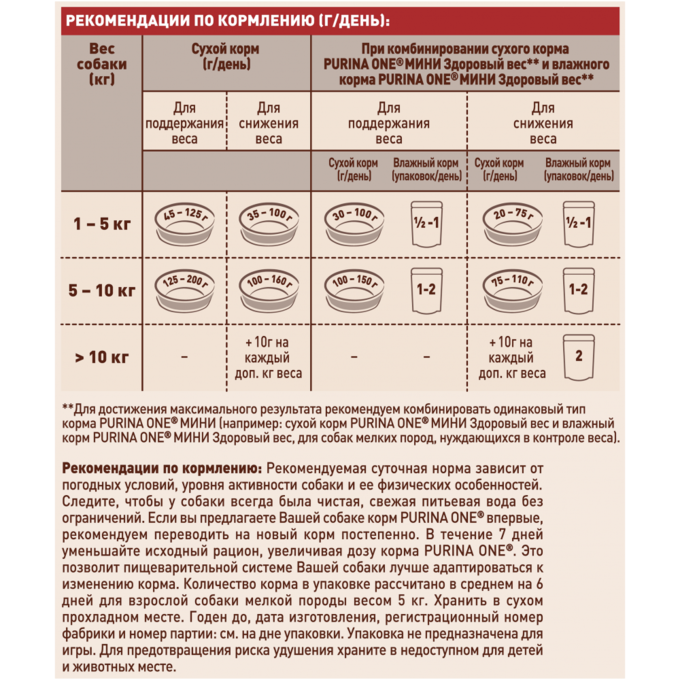 РЕКОМЕНДАЦИИ ПО КОРМЛЕНИЮ (Г/ДЕНЬ):
Вес
собаки
(кг)
Сухой корм
(г/день)
При комбинировании сухого корма
PURINA ONE® МИНИ Здоровый вес** и влажного
корма PURINA ONE® МИНИ Здоровый вес**
Для
поддержания
веса
Для
снижения
веса
Для
поддержания
веса
Для
снижения
веса
Сухой корм
(г/день)
Влажный корм
(упаковок/день)
Сухой корм
(г/день)
Влажный корм
(упаковок/день)
1 – 5 кг
45 – 125 г
35 – 100 г
30 – 100 г
½ -1
20 – 75 г
½ -1
5 – 10 кг
125 – 200 г
100 – 160 г
100 – 150 г
1-2
75 – 110 г
1-2
> 10 кг
–
+ 10г на
каждый
доп. кг веса
–
–
+ 10г на
каждый
доп. кг веса
2
**Для достижения максимального результата рекомендуем комбинировать одинаковый тип
корма PURINA ONE® МИНИ (например: сухой корм PURINA ONE® МИНИ Здоровый вес и влажный
корм PURINA ONE® МИНИ Здоровый вес, для собак мелких пород, нуждающихся в контроле веса).
Рекомендации по кормлению: Рекомендуемая суточная норма зависит от
погодных условий, уровня активности собаки и ее физических особенностей.
Следите, чтобы у собаки всегда была чистая, свежая питьевая вода без
ограничений. Если вы предлагаете Вашей собаке корм PURINA ONE® впервые,
рекомендуем переводить на новый корм постепенно. В течение 7 дней
уменьшайте исходный рацион, увеличивая дозу корма PURINA ONE®. Это
позволит пищеварительной системе Вашей собаки лучше адаптироваться к
изменению корма. Количество корма в упаковке рассчитано в среднем на 6
дней для взрослой собаки мелкой породы весом 5 кг. Хранить в сухом
прохладном месте. Годен до, дата изготовления, регистрационный номер
фабрики и номер партии: см. на дне упаковки. Упаковка не предназначена для
игры. Для предотвращения риска удушения храните в недоступном для детей
и животных месте.